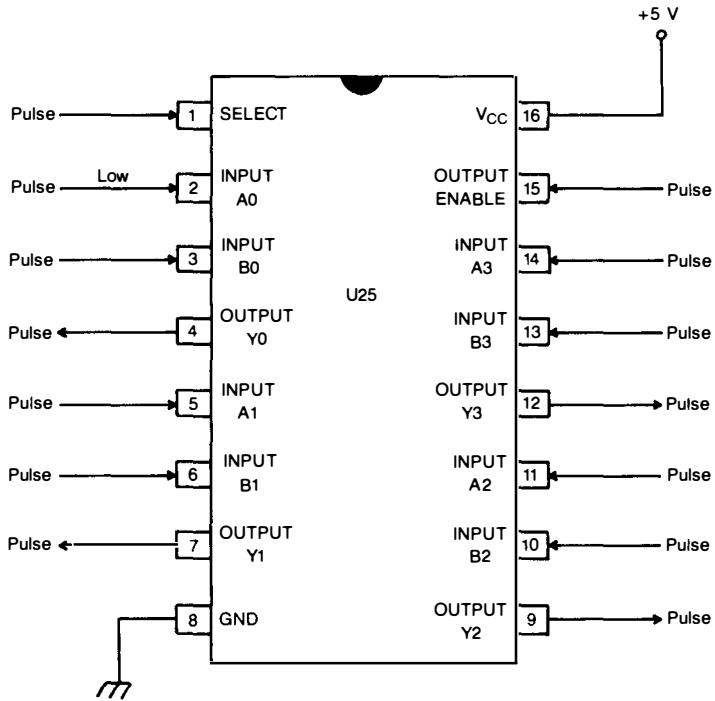 +5 V
Pulse 1 SELECT VCC 16
Pulse Low 2 INPUT A0 OUTPUT ENABLE 15 Pulse
Pulse 3 INPUT B0 INPUT A3 14 Pulse
U25
Pulse 4 OUTPUT Y0 INPUT B3 13 Pulse
Pulse 5 INPUT A1 OUTPUT Y3 12 Pulse
Pulse 6 INPUT B1 INPUT A2 11 Pulse
Pulse 7 OUTPUT Y1 INPUT B2 10 Pulse
8 GND OUTPUT Y2 9 Pulse